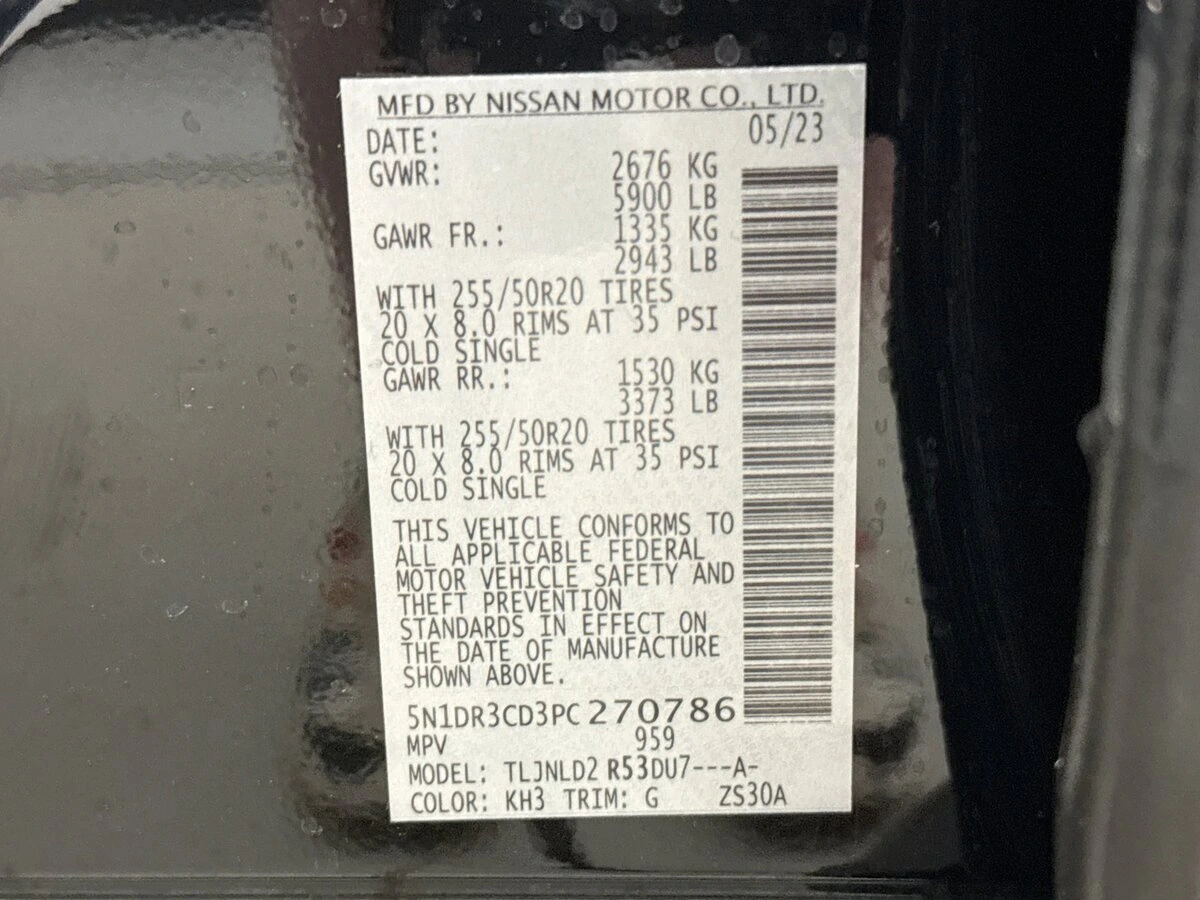 MFD BY NISSAN MOTOR CO., LTD.
DATE: 05/23
GVWR: 2676 KG
5900 LB
GAWR FR.: 1335 KG
2943 LB
WITH 255/50R20 TIRES
20 X 8.0 RIMS AT 35 PSI
COLD SINGLE
GAWR RR.: 1530 KG
3373 LB
WITH 255/50R20 TIRES
20 X 8.0 RIMS AT 35 PSI
COLD SINGLE
THIS VEHICLE CONFORMS TO
ALL APPLICABLE FEDERAL
MOTOR VEHICLE SAFETY AND
THEFT PREVENTION
STANDARDS IN EFFECT ON
THE DATE OF MANUFACTURE
SHOWN ABOVE.
5N1DR3CD3PC270786
MPV 959
MODEL: TLJNLD2 R53DU7---A-
COLOR: KH3 TRIM: G ZS30A